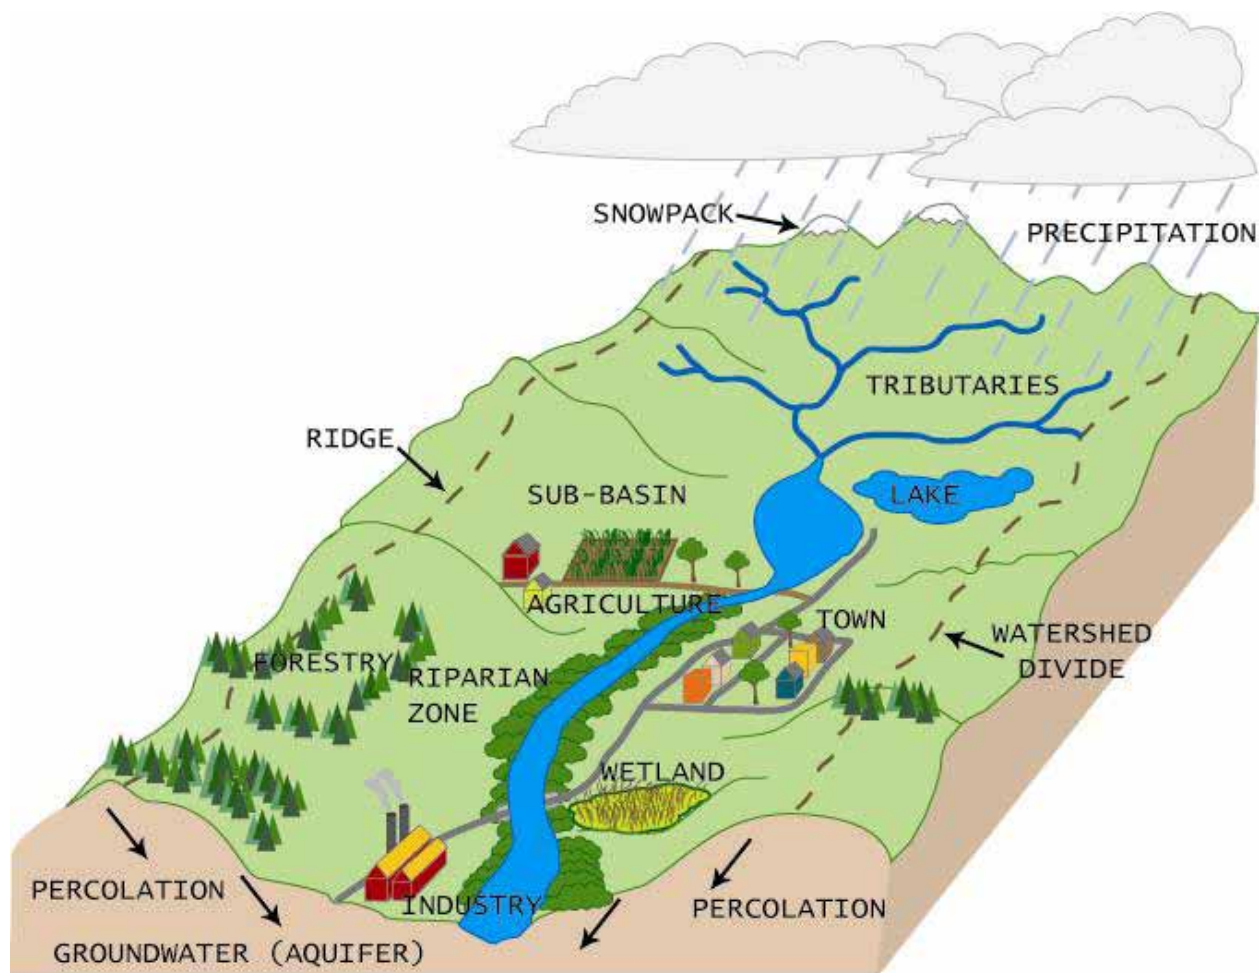 SNOWPACK
PRECIPITATION
TRIBUTARIES
RIDGE
SUB-BASIN
LAKE
AGRICULTURE
TOWN
WATERSHED
DIVIDE
FORESTRY
RIPARIAN
ZONE
WETLAND
PERCOLATION
INDUSTRY
PERCOLATION
GROUNDWATER (AQUIFER)